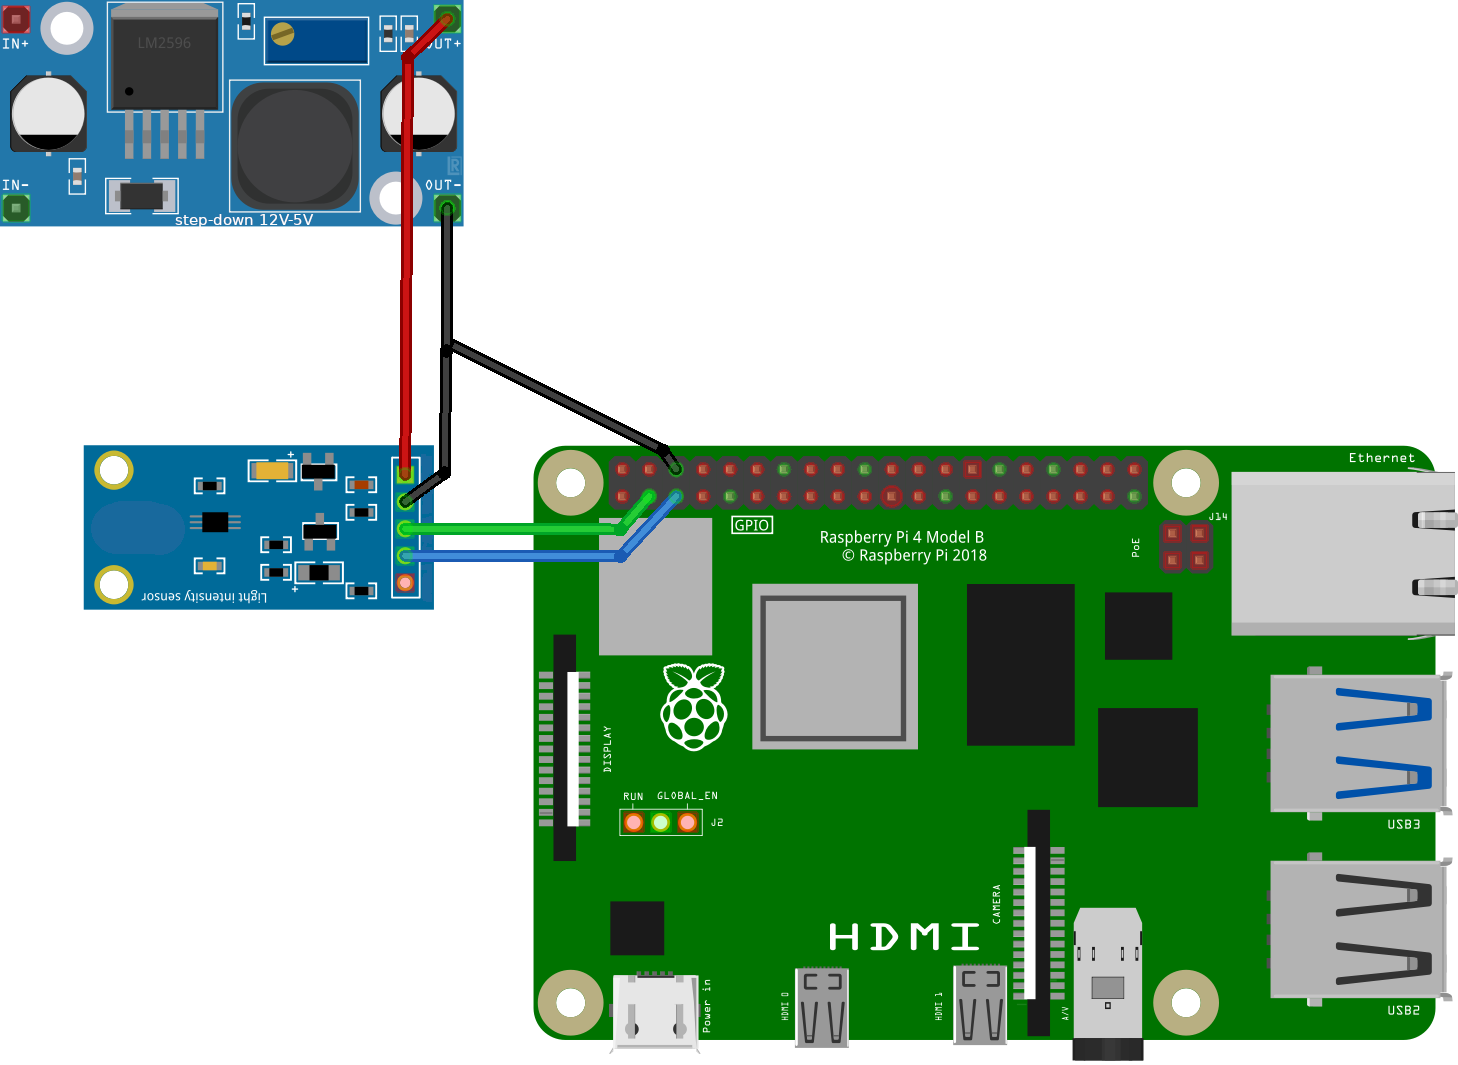 LM2596
IN+
OUT+
IN-
OUT-
R
step-down 12V-5V
Light intensity sensor
+
+
GPIO
Raspberry Pi 4 Model B
© Raspberry Pi 2018
Ethernet
J14
PoE
DISPLAY
RUN
GLOBAL_EN
J2
USB3
CAMERA
HDMI
Power in
HDMI 0
HDMI 1
A/V
USB2